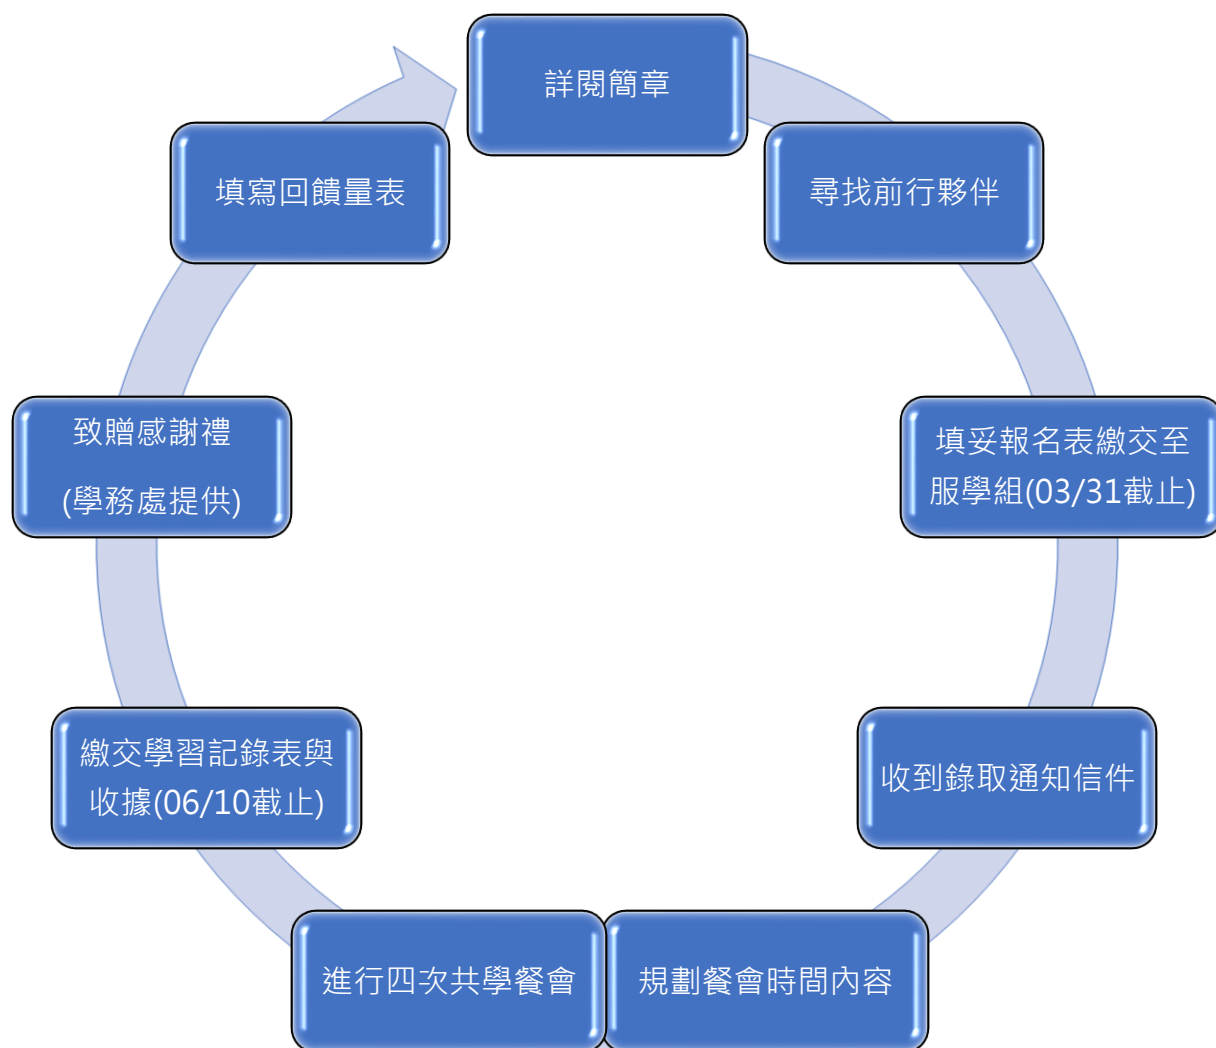 詳閱簡章
尋找前行夥伴
填妥報名表繳交至
服學組(03/31截止)
收到錄取通知信件
規劃餐會時間內容
進行四次共學餐會
繳交學習記錄表與
收據(06/10截止)
致贈感謝禮
(學務處提供)
填寫回饋量表